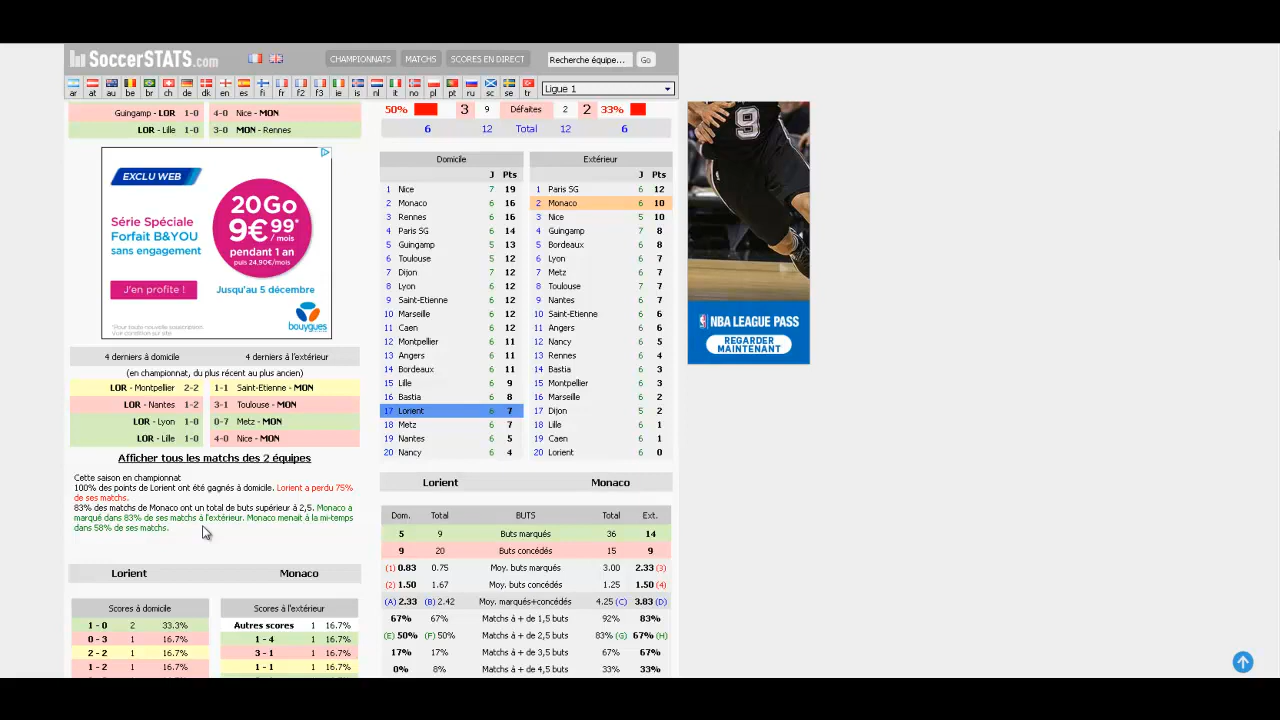 SoccerSTATS.com
CHAMPIONNATS MATCHS SCORES EN DIRECT Recherche équipe... Go
ar at au be br ch de dk en es fi fr f2 f3 ie is nl it no pl pt ru sc se tr Ligue 1
Guingamp - LOR 1-0 4-0 Nice - MON
LOR - Lille 1-0 3-0 MON - Rennes
50% 3 9 Défaites 2 2 33%
6 12 Total 12 6
EXCLU WEB
Série Spéciale
Forfait B&YOU
sans engagement
20Go
9€99*
/mois
pendant 1 an
puis 24,90€/mois
J'en profite !
Jusqu'au 5 décembre
bouygues
4 derniers à domicile 4 derniers à l'extérieur
(en championnat, du plus récent au plus ancien)
LOR - Montpellier 2-2 1-1 Saint-Etienne - MON
LOR - Nantes 1-2 3-1 Toulouse - MON
LOR - Lyon 1-0 0-7 Metz - MON
LOR - Lille 1-0 4-0 Nice - MON
Afficher tous les matchs des 2 équipes
Cette saison en championnat
100% des points de Lorient ont été gagnés à domicile. Lorient a perdu 75%
de ses matchs.
83% des matchs de Monaco ont un total de buts supérieur à 2,5. Monaco a
marqué dans 83% de ses matchs à l'extérieur. Monaco menait à la mi-temps
dans 58% de ses matchs.
Lorient Monaco
Scores à domicile Scores à l'extérieur
1 - 0 2 33.3% Autres scores 1 16.7%
0 - 3 1 16.7% 1 - 4 1 16.7%
2 - 2 1 16.7% 3 - 1 1 16.7%
1 - 2 1 16.7% 1 - 1 1 16.7%
Domicile Extérieur
J Pts J Pts
1 Nice 7 19 1 Paris SG 6 12
2 Monaco 6 16 2 Monaco 6 10
3 Rennes 6 16 3 Nice 5 10
4 Paris SG 6 14 4 Guingamp 7 8
5 Guingamp 5 13 5 Bordeaux 6 8
6 Toulouse 5 12 6 Lyon 6 7
7 Dijon 7 12 7 Metz 6 7
8 Lyon 6 12 8 Toulouse 7 7
9 Saint-Etienne 6 12 9 Nantes 6 7
10 Marseille 6 12 10 Saint-Etienne 6 6
11 Caen 6 12 11 Angers 6 6
12 Montpellier 6 11 12 Nancy 6 5
13 Angers 6 11 13 Rennes 6 4
14 Bordeaux 6 11 14 Bastia 6 3
15 Lille 6 9 15 Montpellier 6 3
16 Bastia 6 8 16 Marseille 6 2
17 Lorient 6 7 17 Dijon 5 2
18 Metz 6 7 18 Lille 6 1
19 Nantes 6 5 19 Caen 6 1
20 Nancy 6 4 20 Lorient 6 0
Lorient Monaco
Dom. Total BUTS Total Ext.
5 9 Buts marqués 36 14
9 20 Buts concédés 15 9
(1) 0.83 0.75 Moy. buts marqués 3.00 2.33 (3)
(2) 1.50 1.67 Moy. buts concédés 1.25 1.50 (4)
(A) 2.33 (B) 2.42 Moy. marqués+concédés 4.25 (C) 3.83 (D)
67% 67% Matchs à + de 1,5 buts 92% 83%
(E) 50% (F) 50% Matchs à + de 2,5 buts 83% (G) 67% (H)
17% 17% Matchs à + de 3,5 buts 67% 67%
0% 8% Matchs à + de 4,5 buts 33% 33%
9
NBA LEAGUE PASS
REGARDER
MAINTENANT